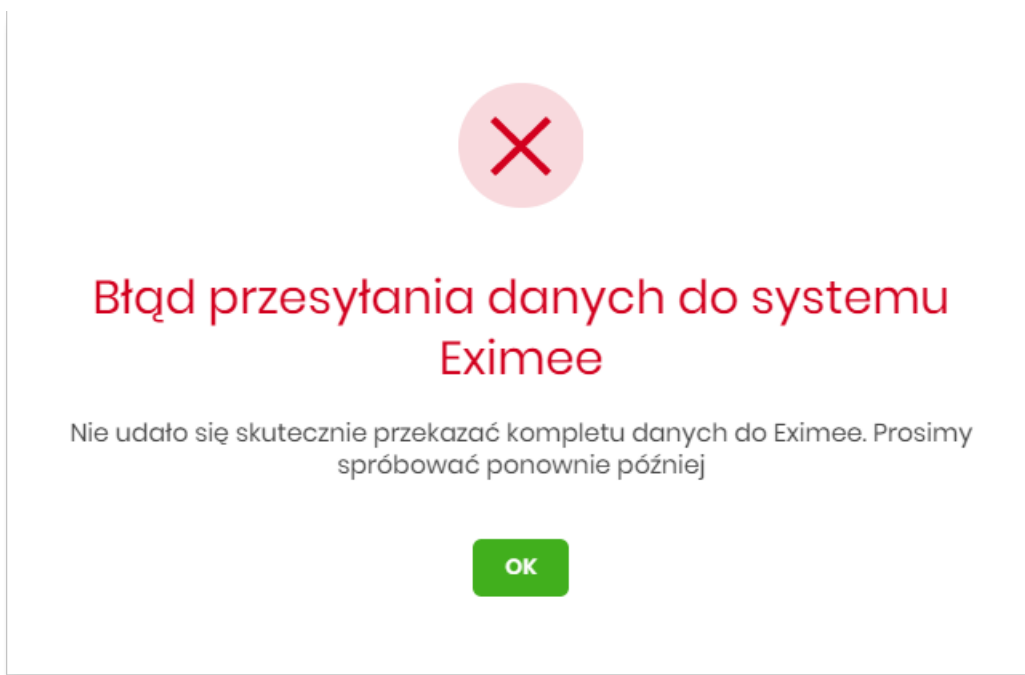 Błąd przesyłania danych do systemu
Eximee
Nie udało się skutecznie przekazać kompletu danych do Eximee. Prosimy
spróbować ponownie później
OK